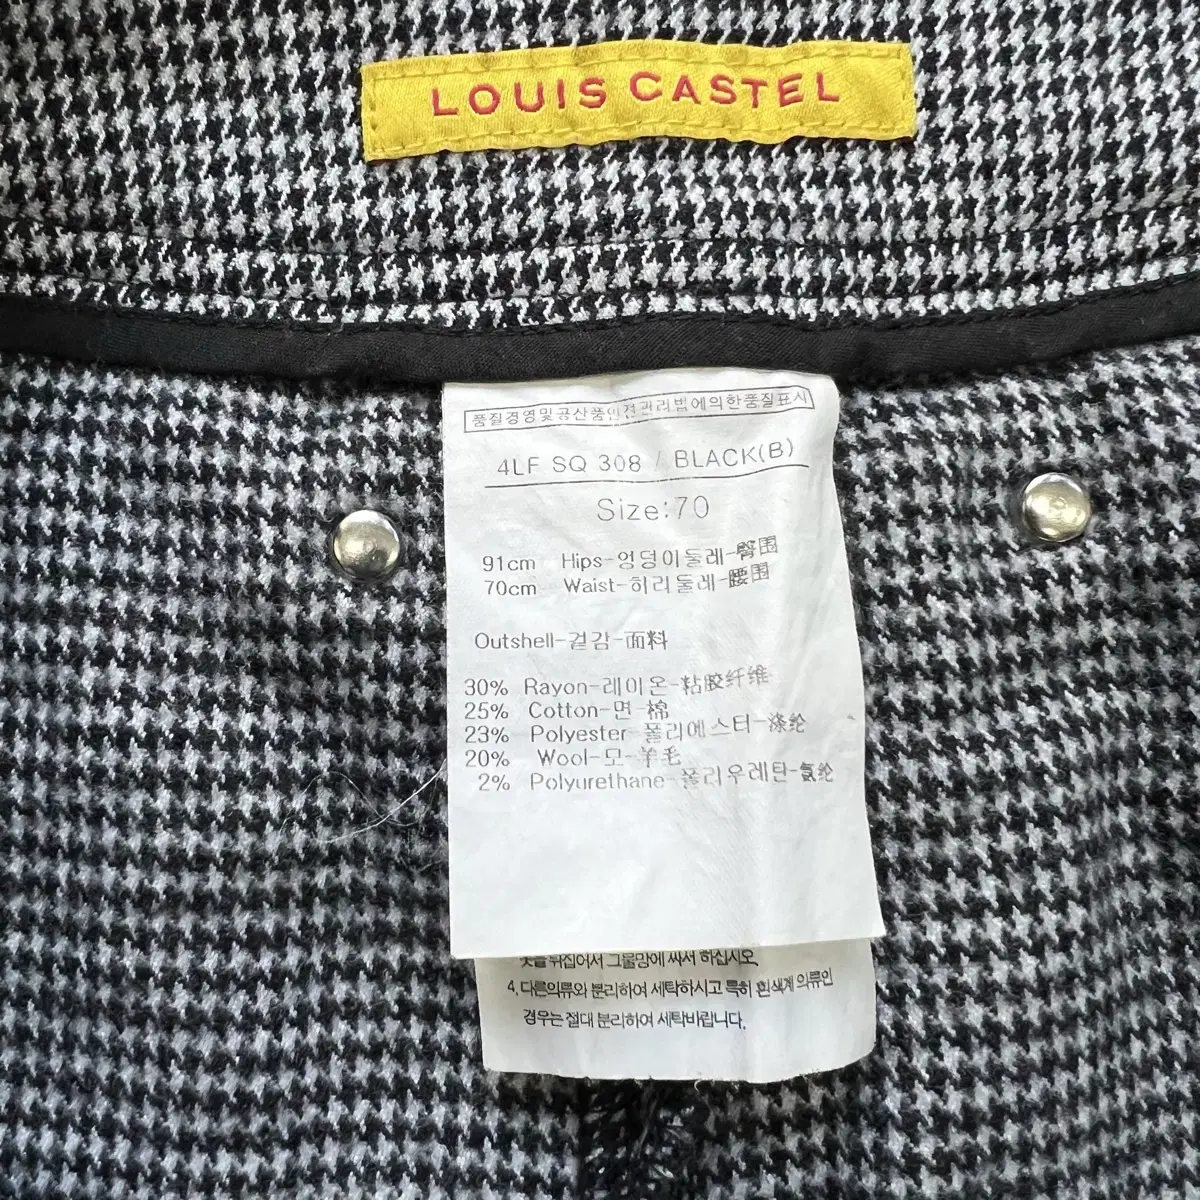 LOUIS CASTEL
품질경영및공산품안전관리법에의한품질표시
4LF SQ 308 / BLACK(B)
Size:70
91cm Hips-엉덩이둘레-臀围
70cm Waist-허리둘레-腰围
Outshell-겉감-面料
30% Rayon-레이온-粘胶纤维
25% Cotton-면-棉
23% Polyester-폴리에스터-涤纶
20% Wool-모-羊毛
2% Polyurethane-폴리우레탄-氨纶
옷을 뒤집어서 그물망에 싸서 하십시오.
4.다른의류와 분리하여 세탁하시고 특히 흰색계 의류인
경우는 절대 분리하여 세탁바랍니다.